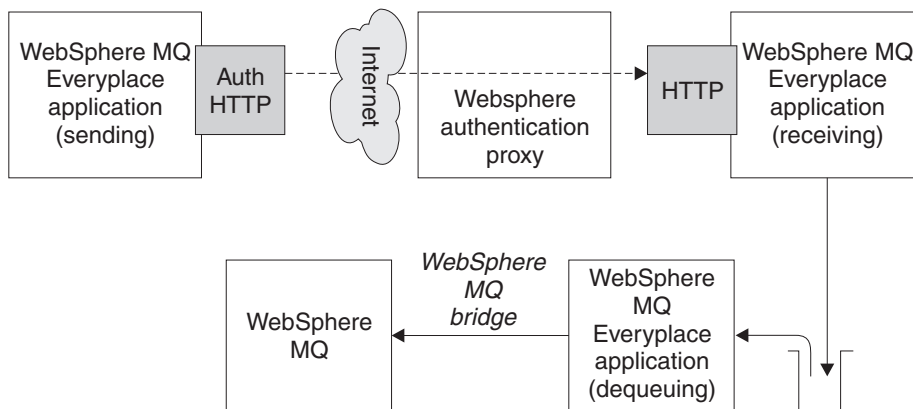 WebSphere MQ
Everyplace
application
(sending)
Auth
HTTP
Internet
Websphere
authentication
proxy
HTTP
WebSphere MQ
Everyplace
application
(receiving)
WebSphere
MQ
WebSphere
MQ
bridge
WebSphere
MQ
Everyplace
application
(dequeuing)